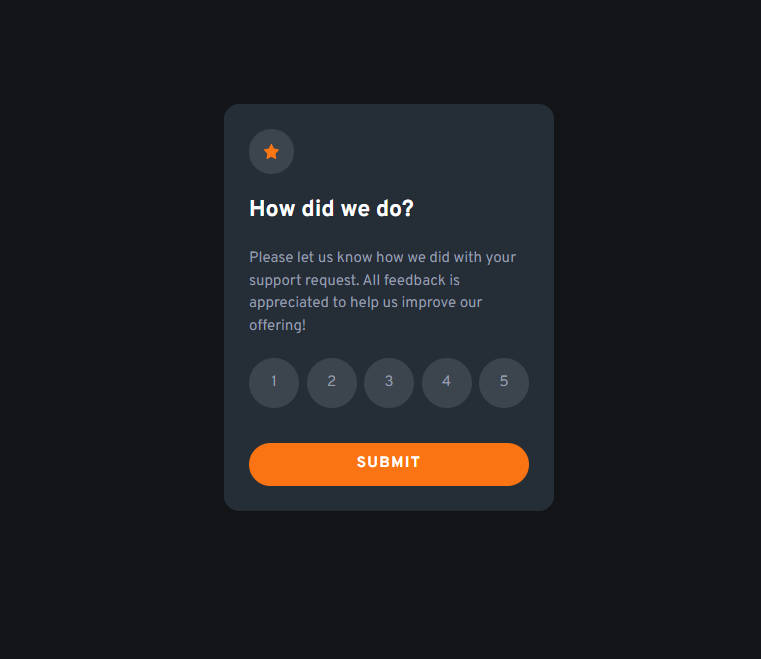 How did we do?
Please let us know how we did with your
support request. All feedback is
appreciated to help us improve our
offering!
1 2 3 4 5
SUBMIT